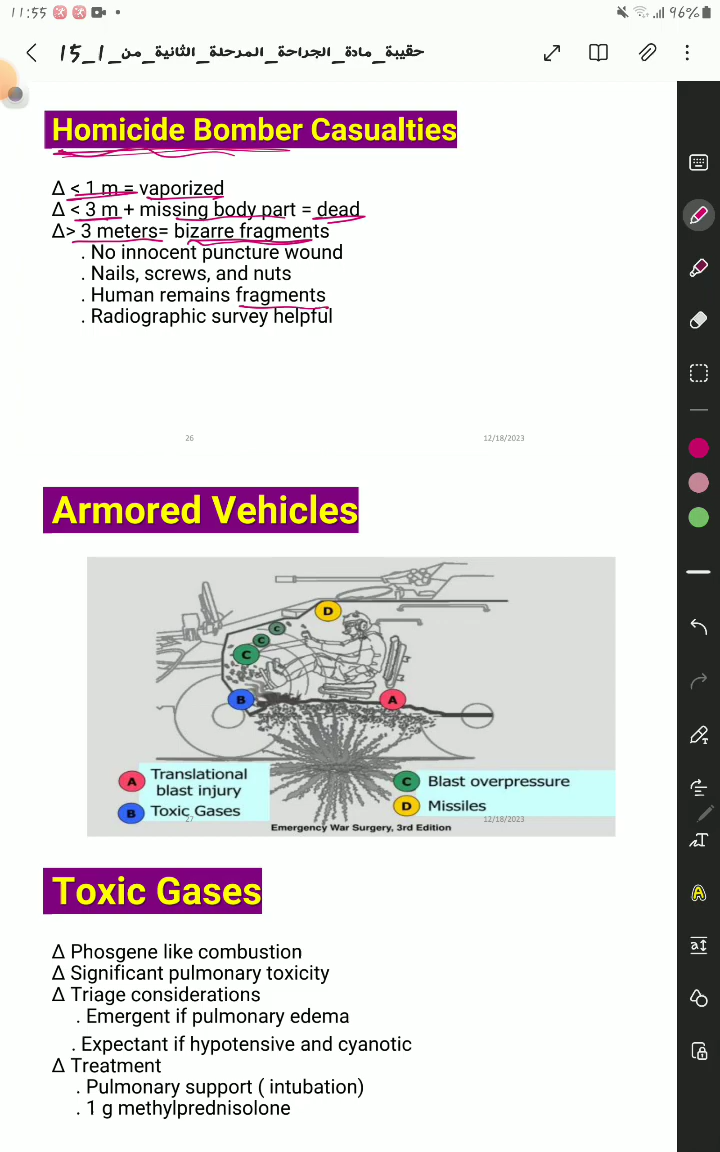 11:55
96%
حقيبة_مادة_الجراحة_المرحلة_الثانية_من_1_15
Homicide Bomber Casualties
Δ < 1 m = vaporized
Δ < 3 m + missing body part = dead
Δ> 3 meters= bizarre fragments
. No innocent puncture wound
. Nails, screws, and nuts
. Human remains fragments
. Radiographic survey helpful
26
12/18/2023
Armored Vehicles
D
C
C
C
B
A
A Translational
blast injury
B Toxic Gases
C Blast overpressure
D Missiles
27
12/18/2023
Emergency War Surgery, 3rd Edition
Toxic Gases
Δ Phosgene like combustion
Δ Significant pulmonary toxicity
Δ Triage considerations
. Emergent if pulmonary edema
. Expectant if hypotensive and cyanotic
Δ Treatment
. Pulmonary support ( intubation)
. 1 g methylprednisolone